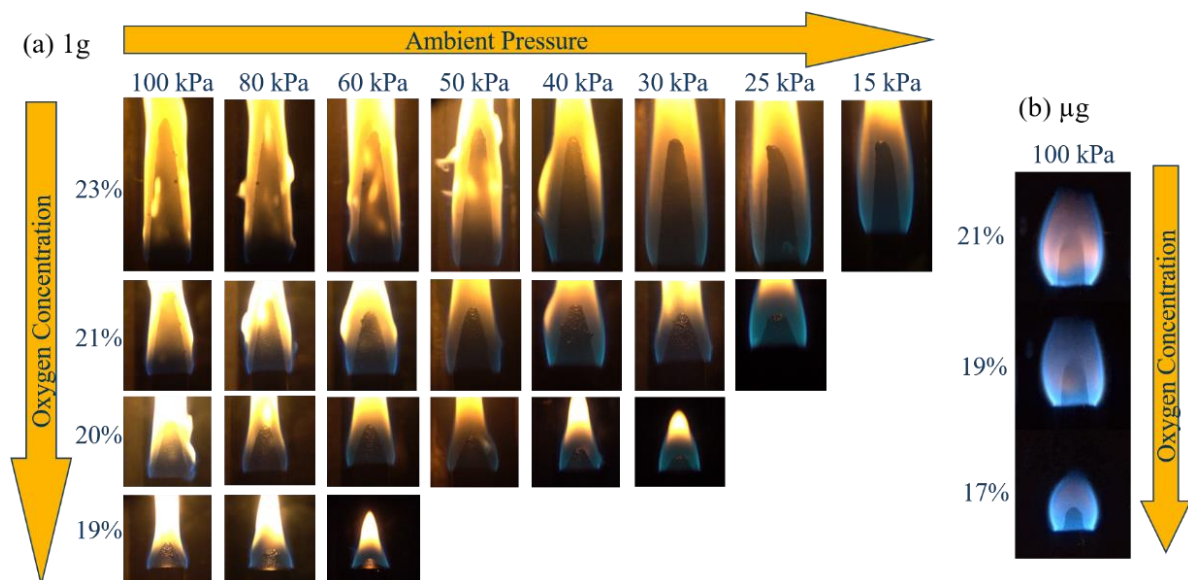 (a) 1g
Ambient Pressure
100 kPa 80 kPa 60 kPa 50 kPa 40 kPa 30 kPa 25 kPa 15 kPa
Oxygen Concentration
23%
21%
20%
19%
(b) µg
100 kPa
21%
19%
17%
Oxygen Concentration